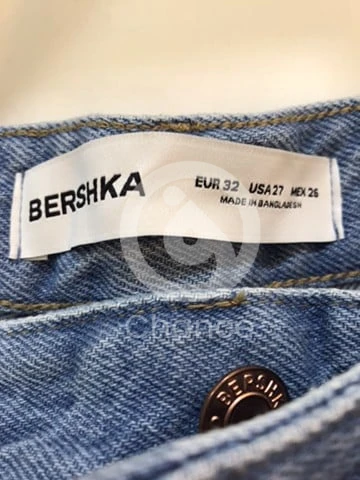 BERSHKA
EUR 32 USA 27 MEX 26
MADE IN BANGLADESH
Chance
BERSHKA